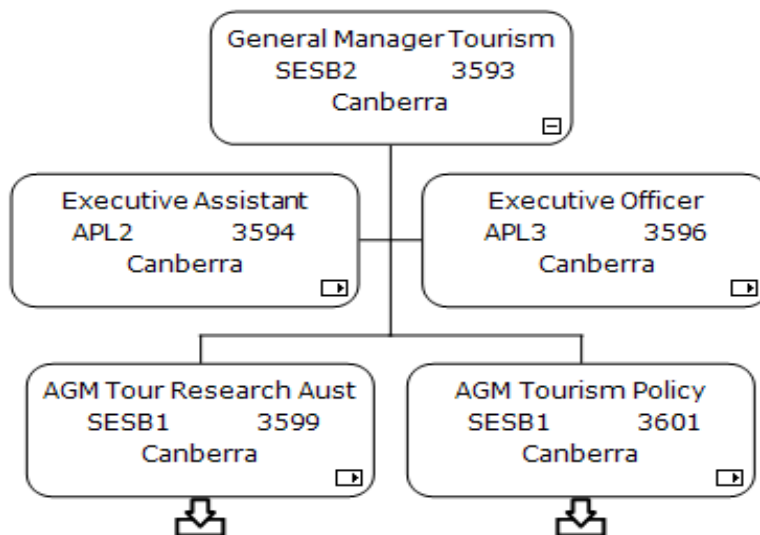 General Manager Tourism
SESB2 3593
Canberra
Executive Assistant
APL2 3594
Canberra
Executive Officer
APL3 3596
Canberra
AGM Tour Research Aust
SESB1 3599
Canberra
AGM Tourism Policy
SESB1 3601
Canberra